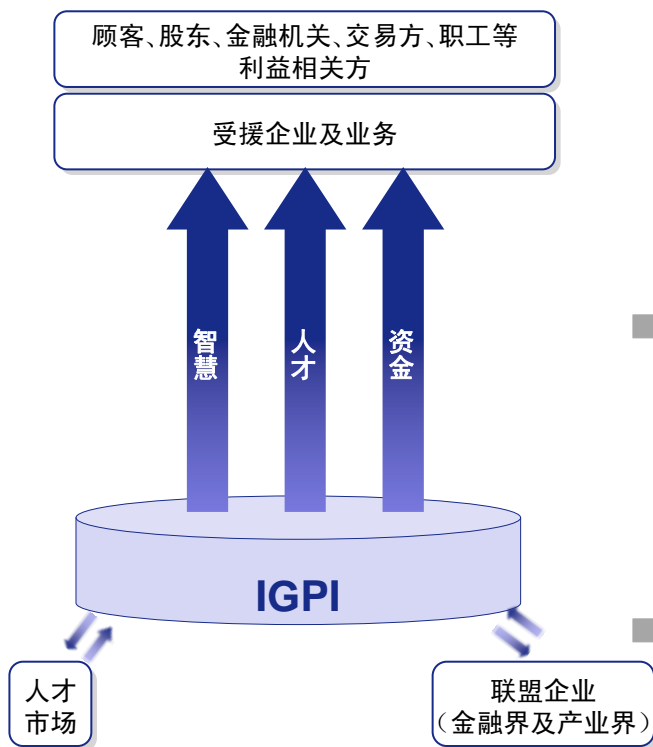 顾客、股东、金融机关、交易方、职工等
利益相关方
受援企业及业务
智慧
人才
资金
IGPI
人才
市场
联盟企业
（金融界及产业界）